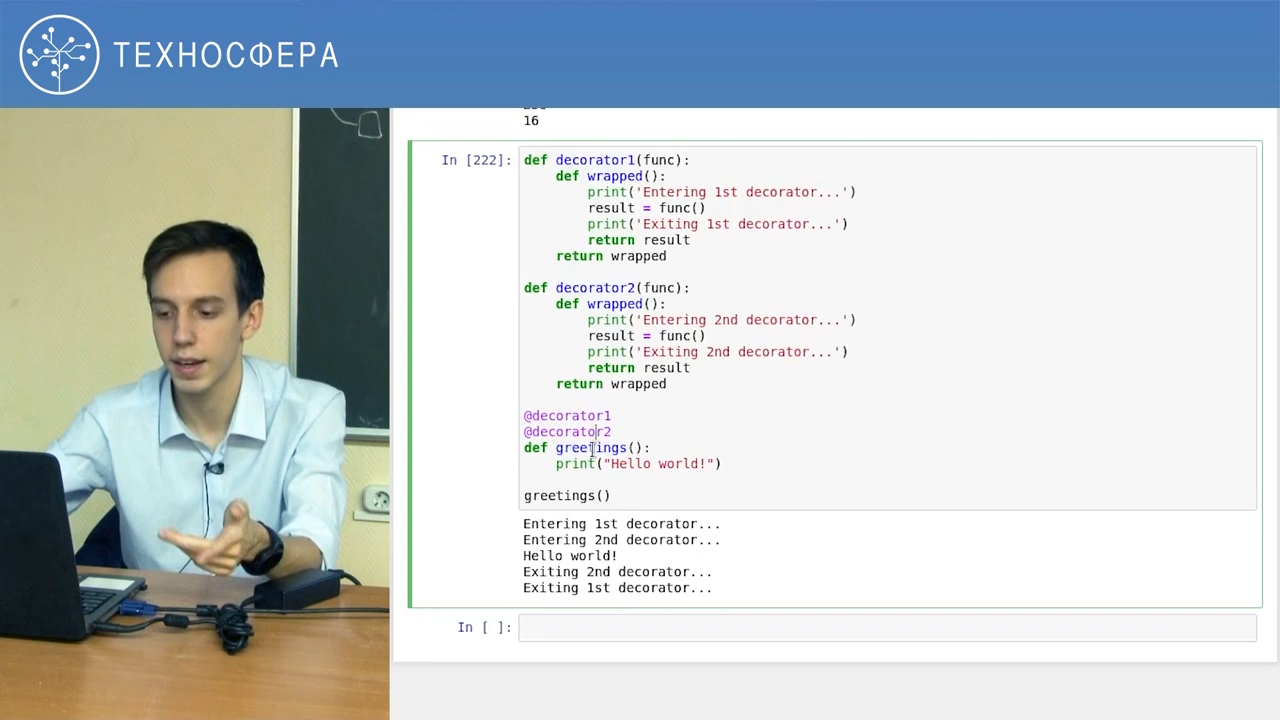 ТЕХНОСФЕРА
16
In [222]:
def decorator1(func):
    def wrapped():
        print('Entering 1st decorator...')
        result = func()
        print('Exiting 1st decorator...')
        return result
    return wrapped
def decorator2(func):
    def wrapped():
        print('Entering 2nd decorator...')
        result = func()
        print('Exiting 2nd decorator...')
        return result
    return wrapped
@decorator1
@decorator2
def greetings():
    print("Hello world!")
greetings()
Entering 1st decorator...
Entering 2nd decorator...
Hello world!
Exiting 2nd decorator...
Exiting 1st decorator...
In [ ]: